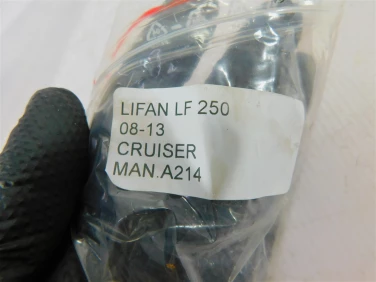 LIFAN LF 250
08-13
CRUISER
MAN.A214